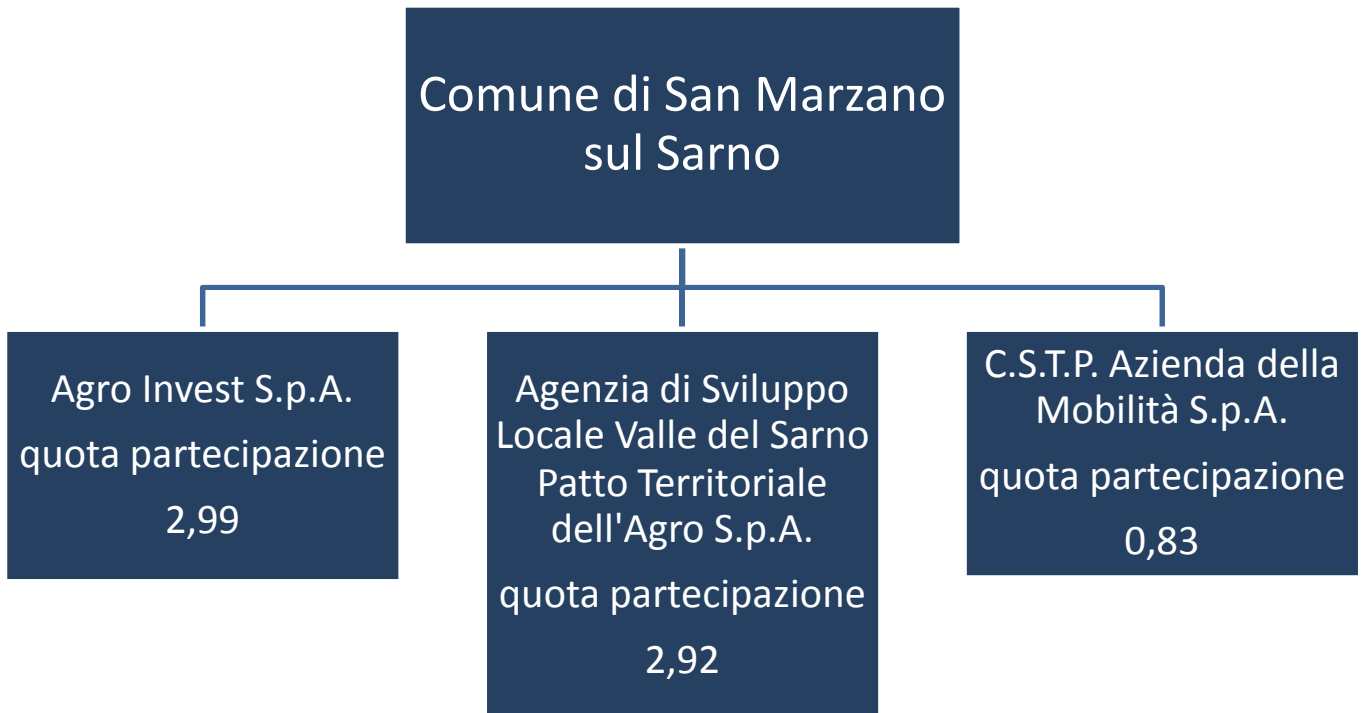 Comune di San Marzano
sul Sarno
Agro Invest S.p.A.
quota partecipazione
2,99
Agenzia di Sviluppo
Locale Valle del Sarno
Patto Territoriale
dell'Agro S.p.A.
quota partecipazione
2,92
C.S.T.P. Azienda della
Mobilità S.p.A.
quota partecipazione
0,83